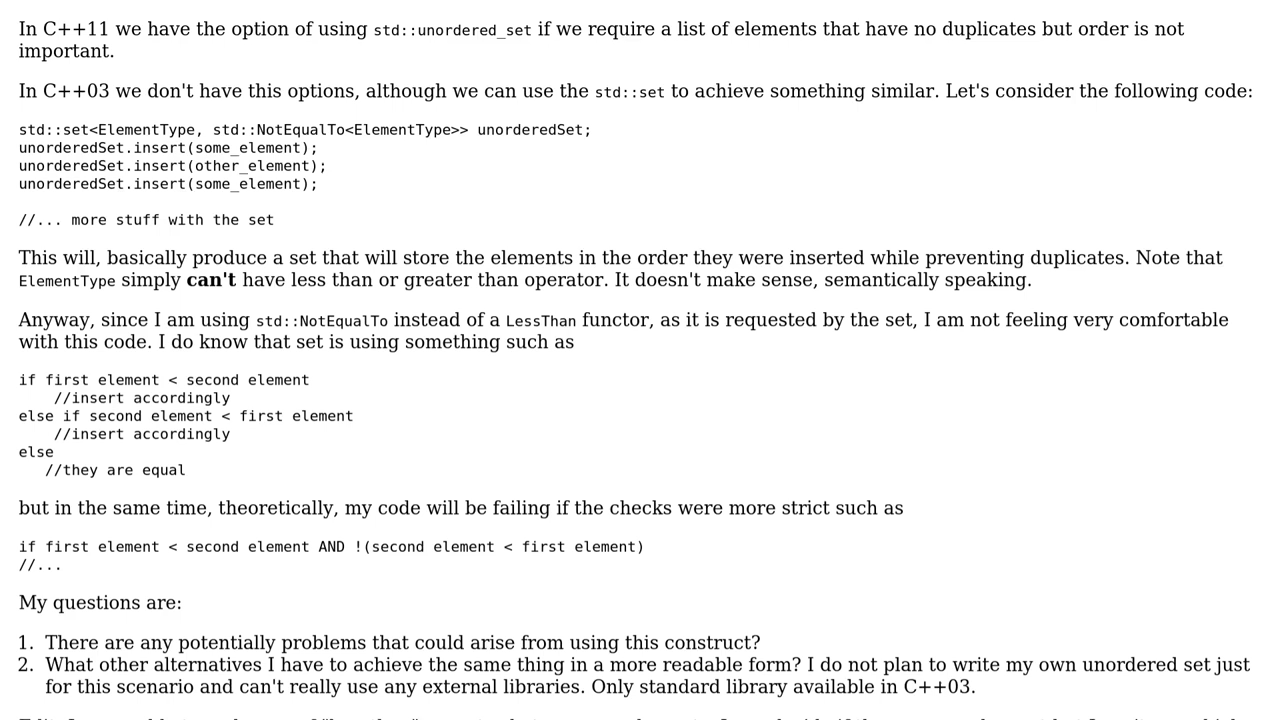 In C++11 we have the option of using std::unordered_set if we require a list of elements that have no duplicates but order is not
important.
In C++03 we don't have this options, although we can use the std::set to achieve something similar. Let's consider the following code:
std::set<ElementType, std::NotEqualTo<ElementType>> unorderedSet;
unorderedSet.insert(some_element);
unorderedSet.insert(other_element);
unorderedSet.insert(some_element);
//... more stuff with the set
This will, basically produce a set that will store the elements in the order they were inserted while preventing duplicates. Note that
ElementType simply can't have less than or greater than operator. It doesn't make sense, semantically speaking.
Anyway, since I am using std::NotEqualTo instead of a LessThan functor, as it is requested by the set, I am not feeling very comfortable
with this code. I do know that set is using something such as
if first element < second element
    //insert accordingly
else if second element < first element
    //insert accordingly
else
   //they are equal
but in the same time, theoretically, my code will be failing if the checks were more strict such as
if first element < second element AND !(second element < first element)
//...
My questions are:
1. There are any potentially problems that could arise from using this construct?
2. What other alternatives I have to achieve the same thing in a more readable form? I do not plan to write my own unordered set just
for this scenario and can't really use any external libraries. Only standard library available in C++03.